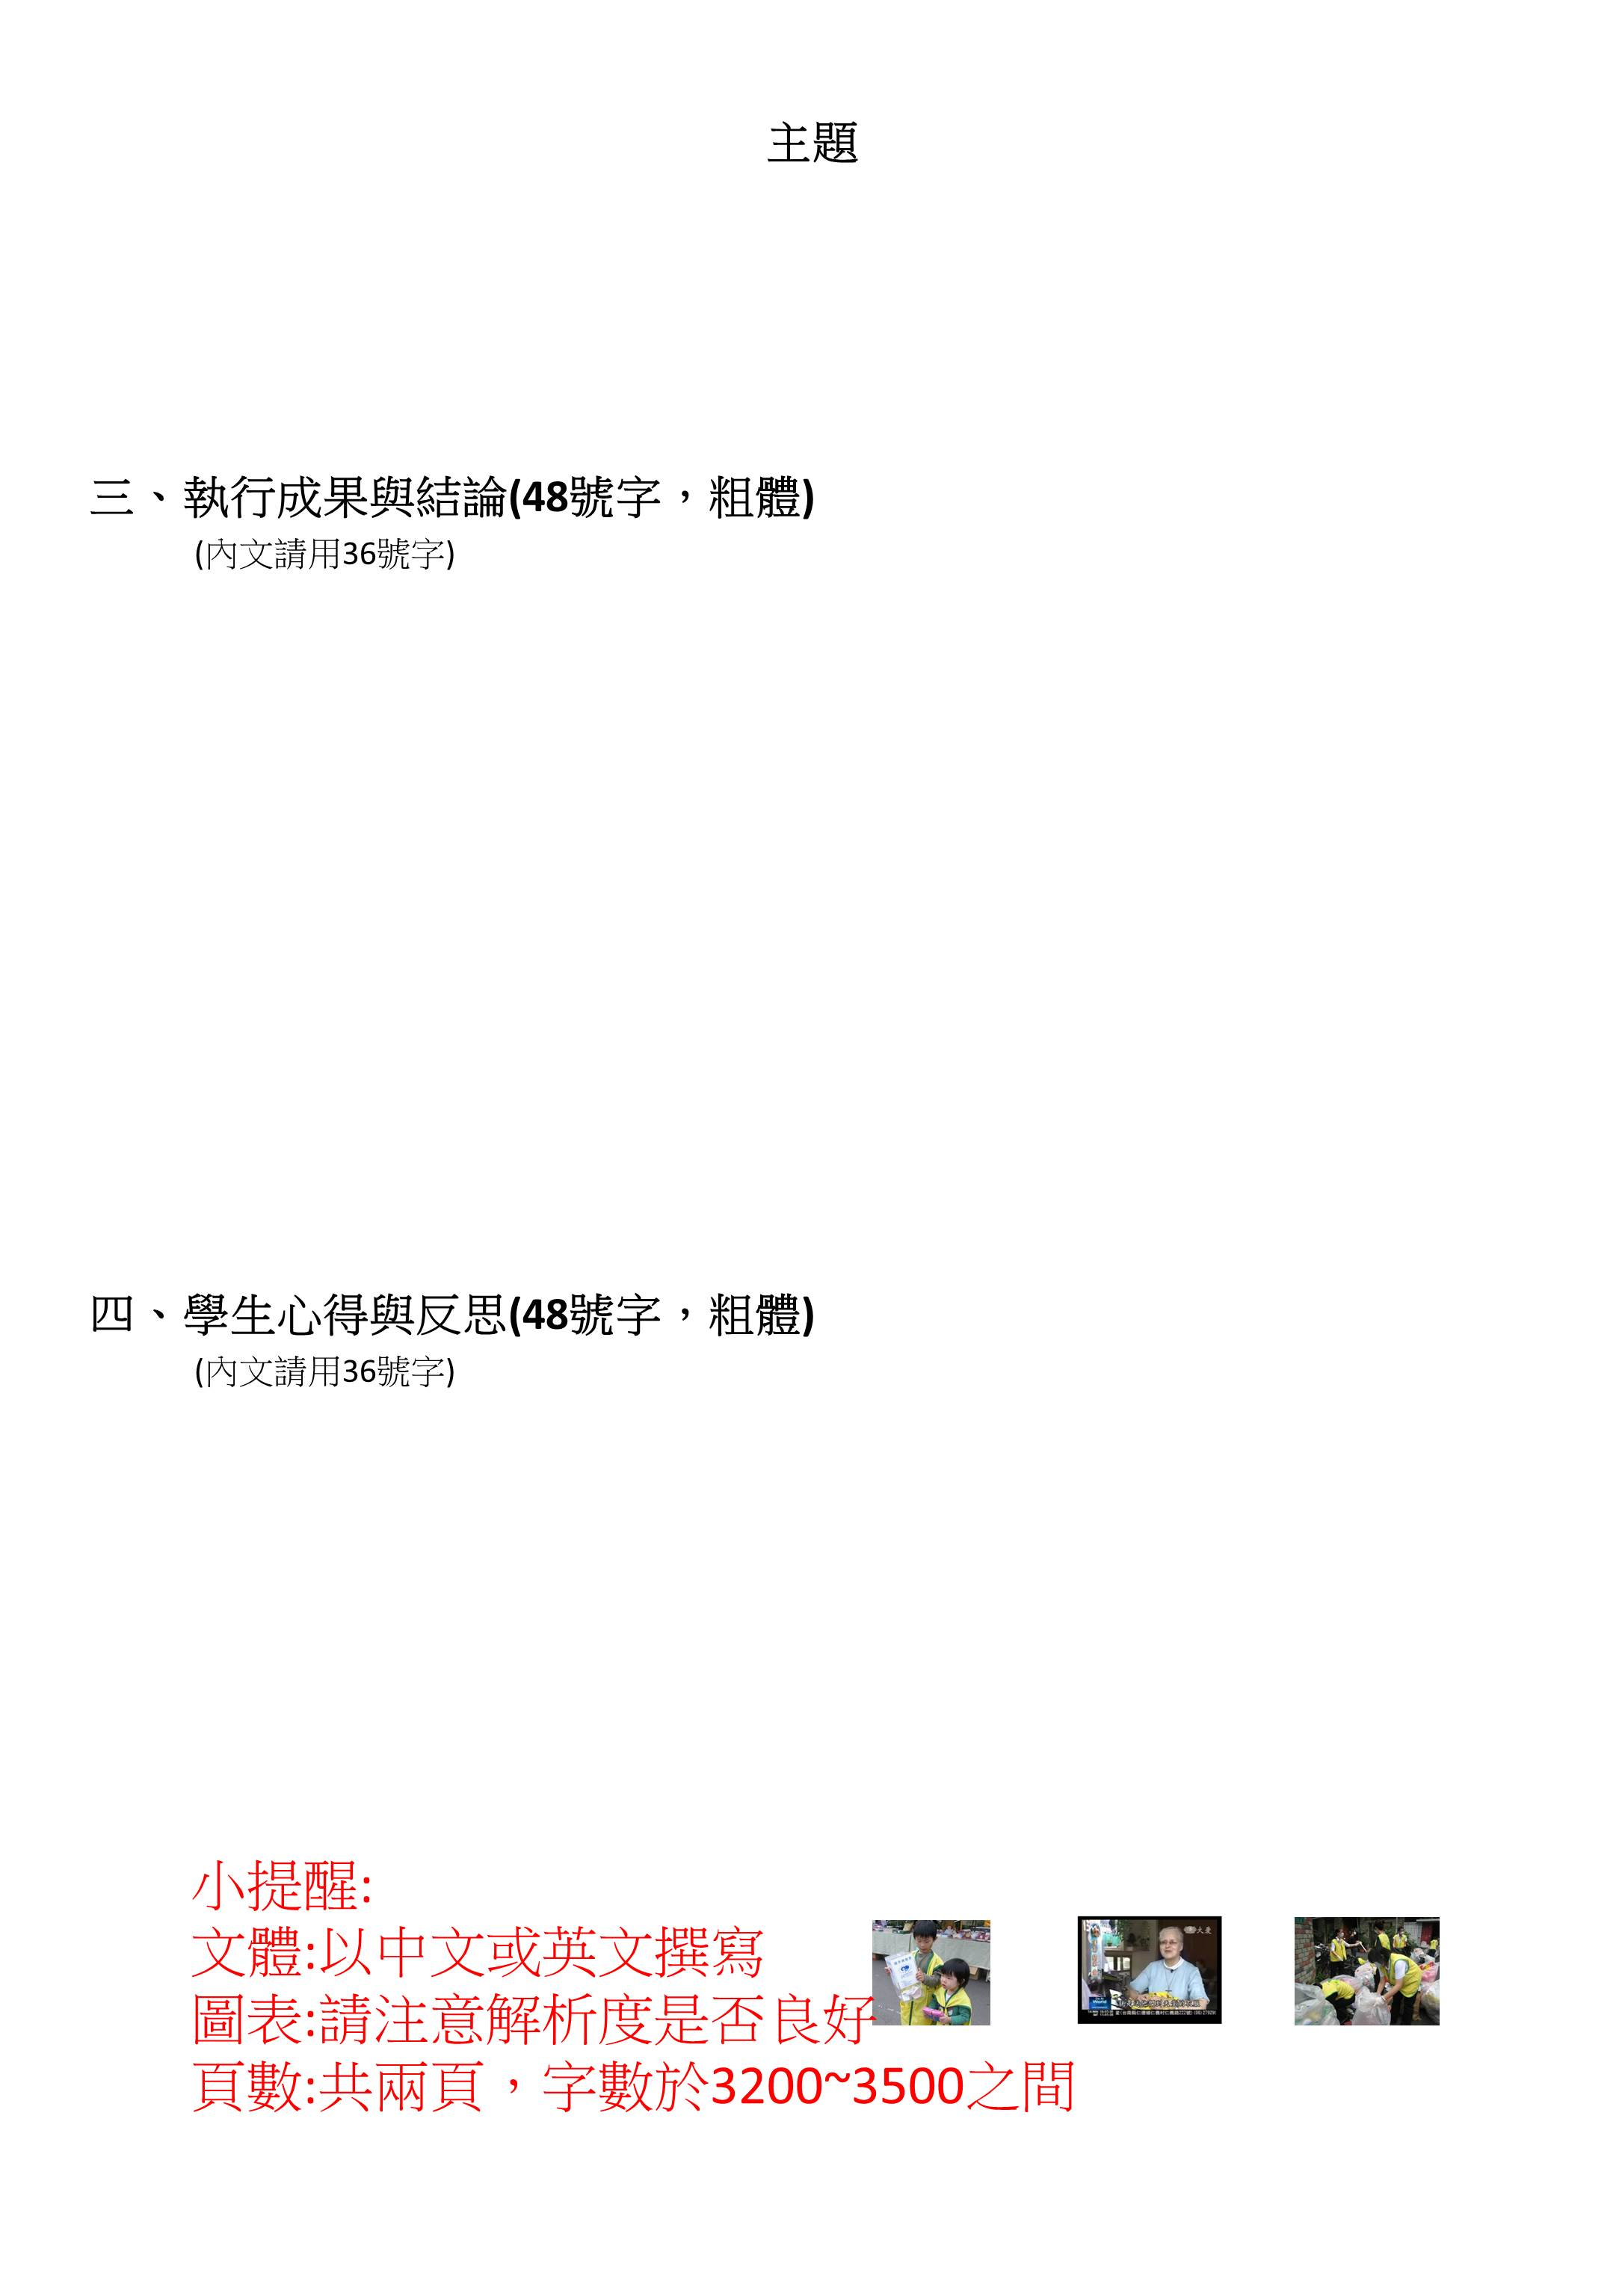 主題
三、執行成果與結論(48號字，粗體)
(內文請用36號字)
四、學生心得與反思(48號字，粗體)
(內文請用36號字)
小提醒:
文體:以中文或英文撰寫
圖表:請注意解析度是否良好
頁數:共兩頁，字數於3200~3500之間
大愛